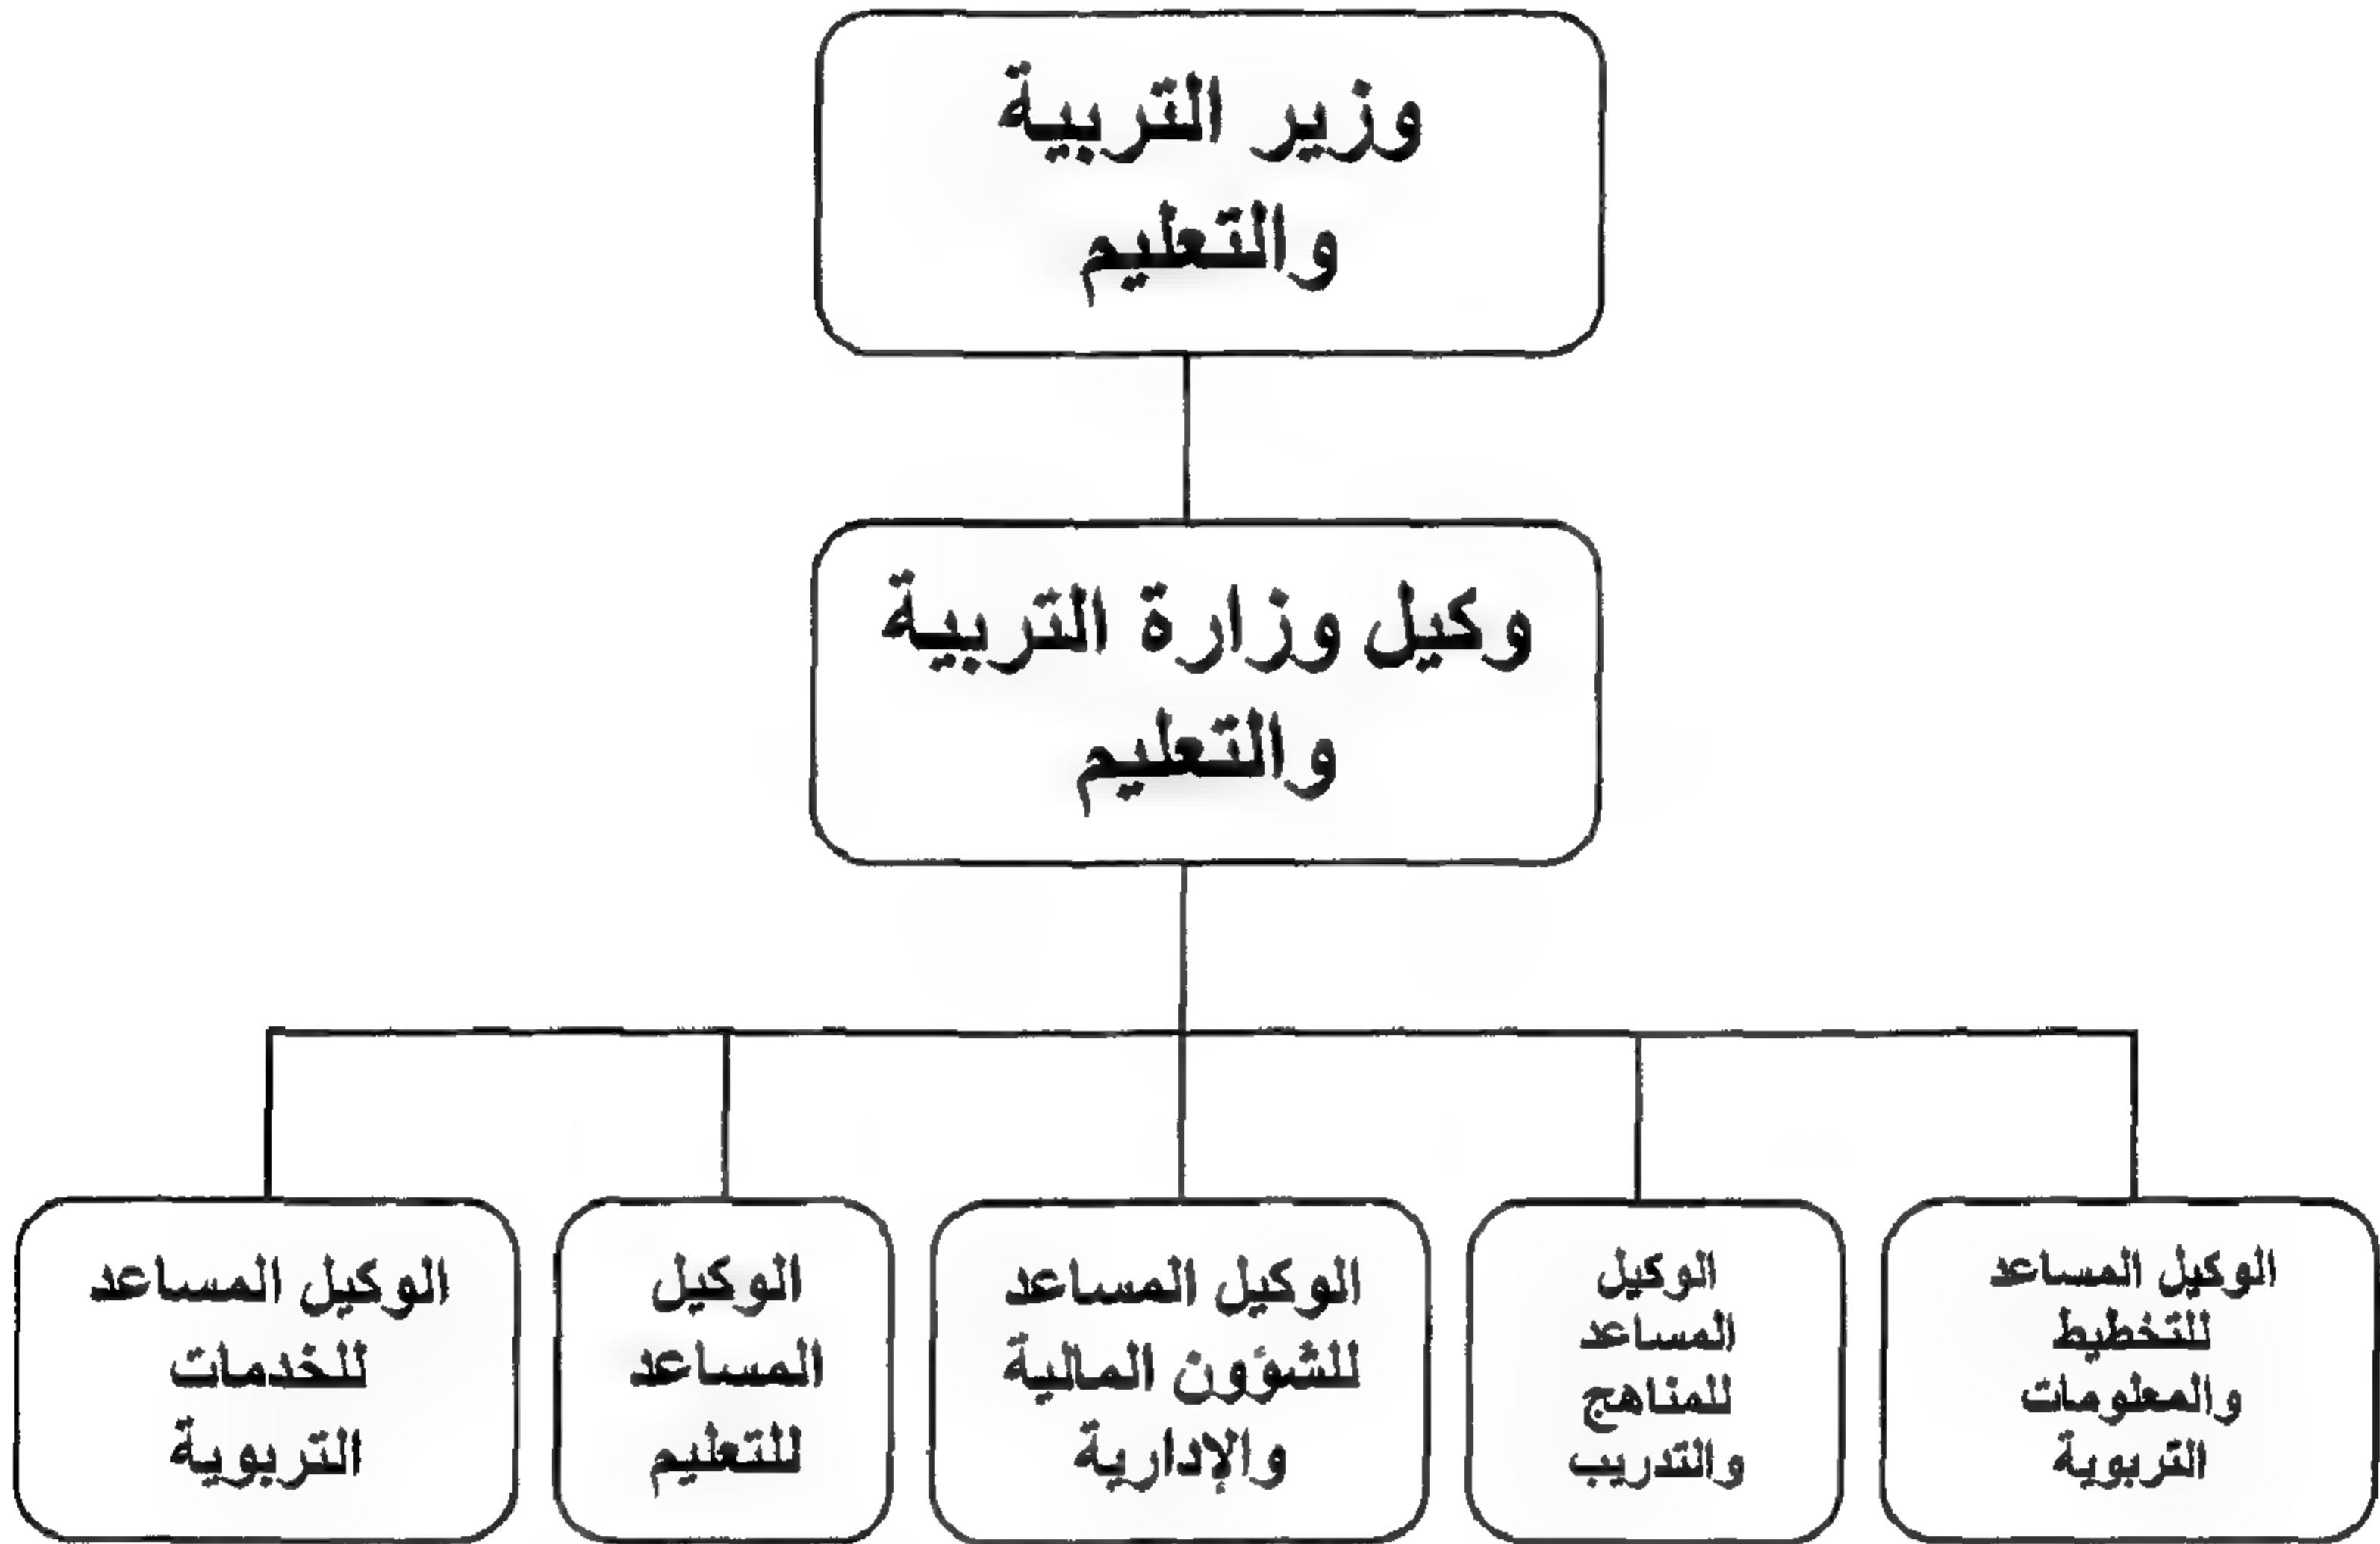 وزير التربية
والتعليم
وكيل وزارة التربية
والتعليم
الوكيل المساعد
للتخطيط
والمعلومات
التربوية
الوكيل
المساعد
للمناهج
والتدريب
الوكيل المساعد
للشؤون المالية
والإدارية
الوكيل
المساعد
للتعليم
الوكيل المساعد
للخدمات
التربوية